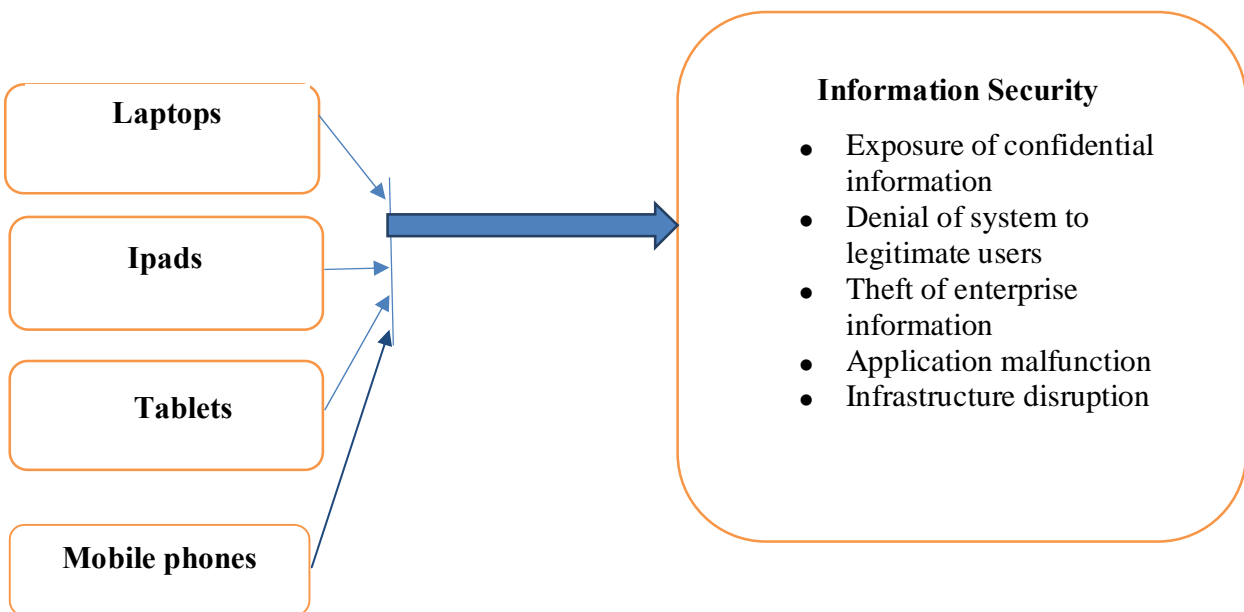 Laptops
Ipads
Tablets
Mobile phones
Information Security
● Exposure of confidential
information
● Denial of system to
legitimate users
● Theft of enterprise
information
● Application malfunction
● Infrastructure disruption